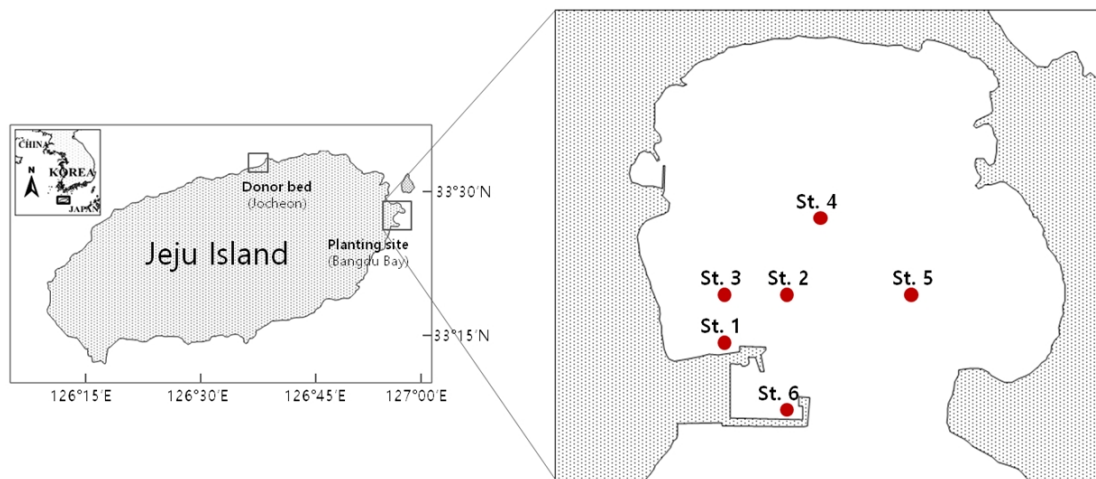 CHINA
N
KOREA
JAPAN
Donor bed
(Jocheon)
33°30′N
Jeju Island
Planting site
(Bangdu Bay)
33°15′N
126°15′E
126°30′E
126°45′E
127°00′E
St. 4
St. 3
St. 2
St. 5
St. 1
St. 6